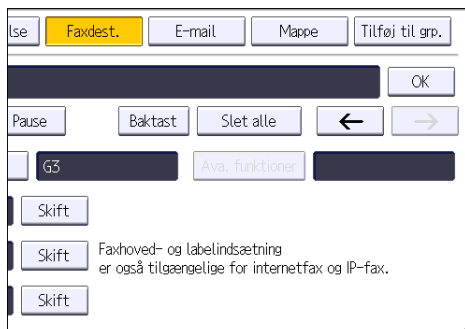 lse Faxdest. E-mail Mappe Tilføj til grp.
OK
Pause Baktast Slet alle ← →
G3 Ava. funktioner
Skift
Skift Faxhoved- og labelindsætning
er også tilgængelige for internetfax og IP-fax.
Skift